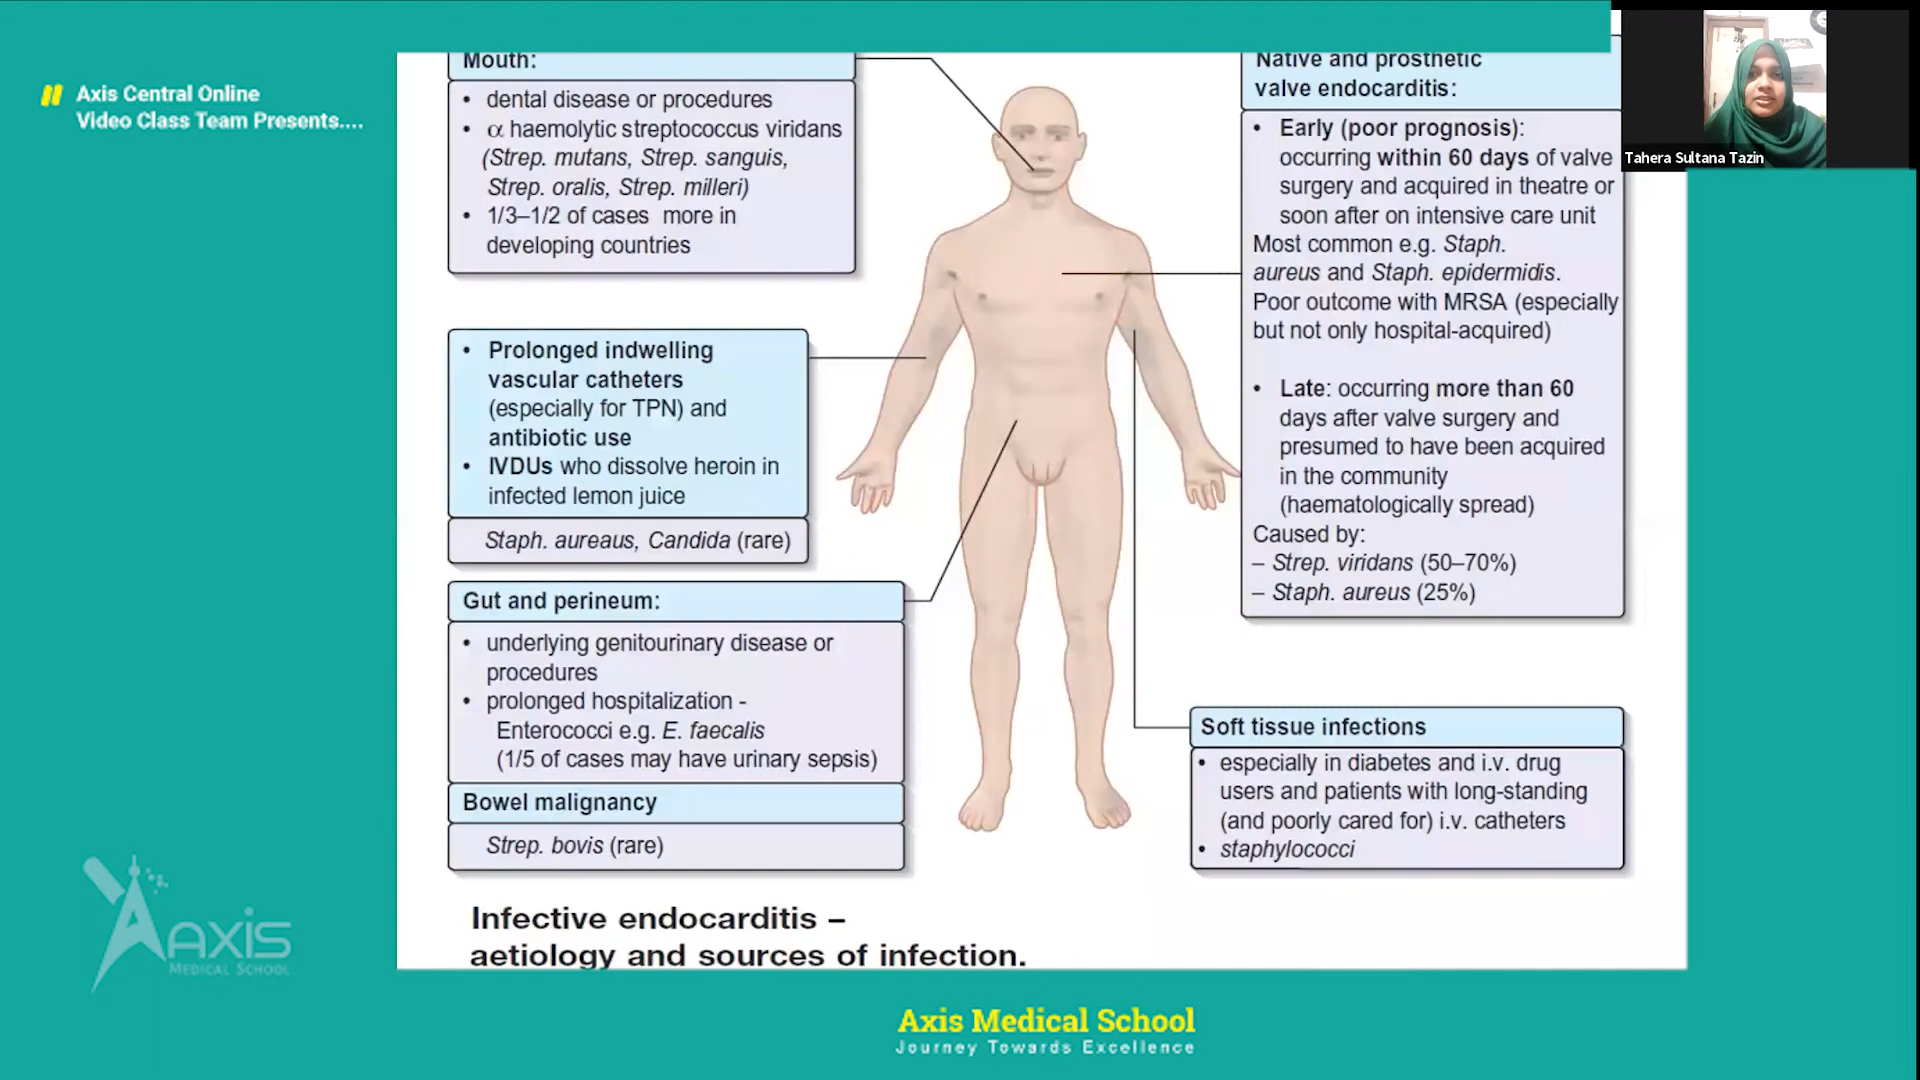 Axis Central Online
Video Class Team Presents....
Mouth:
• dental disease or procedures
• α haemolytic streptococcus viridans
(Strep. mutans, Strep. sanguis,
Strep. oralis, Strep. milleri)
• 1/3–1/2 of cases more in
developing countries
• Prolonged indwelling
vascular catheters
(especially for TPN) and
antibiotic use
• IVDUs who dissolve heroin in
infected lemon juice
Staph. aureaus, Candida (rare)
Gut and perineum:
• underlying genitourinary disease or
procedures
• prolonged hospitalization -
Enterococci e.g. E. faecalis
(1/5 of cases may have urinary sepsis)
Bowel malignancy
Strep. bovis (rare)
Native and prosthetic
valve endocarditis:
• Early (poor prognosis):
occurring within 60 days of valve
surgery and acquired in theatre or
soon after on intensive care unit
Most common e.g. Staph.
aureus and Staph. epidermidis.
Poor outcome with MRSA (especially
but not only hospital-acquired)
• Late: occurring more than 60
days after valve surgery and
presumed to have been acquired
in the community
(haematologically spread)
Caused by:
– Strep. viridans (50–70%)
– Staph. aureus (25%)
Soft tissue infections
• especially in diabetes and i.v. drug
users and patients with long-standing
(and poorly cared for) i.v. catheters
• staphylococci
Infective endocarditis –
aetiology and sources of infection.
Tahera Sultana Tazin
AXIS
MEDICAL SCHOOL
Axis Medical School
Journey Towards Excellence